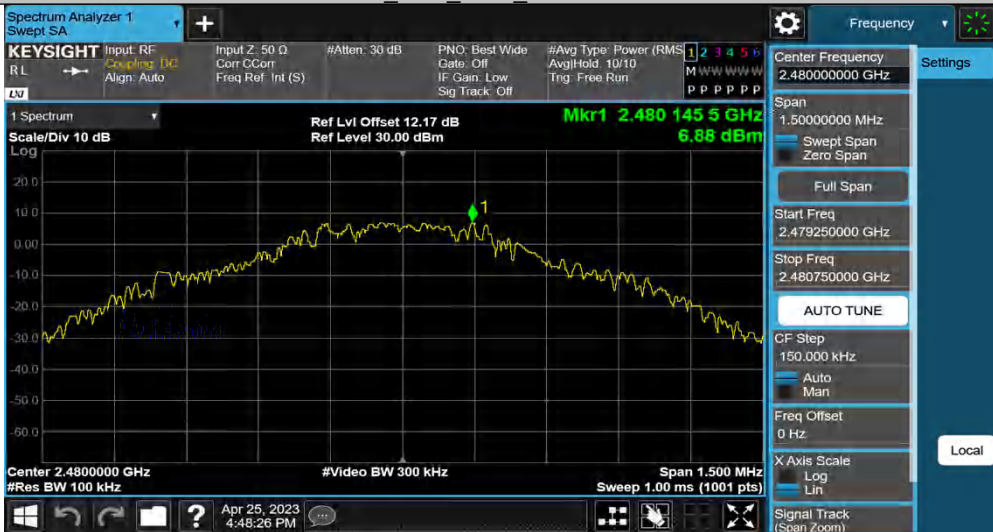 Spectrum Analyzer 1
Swept SA
Frequency
KEYSIGHT
RL
LXI
Input: RF
Coupling: DC
Align: Auto
Input Z: 50 Ω
Corr CCorr
Freq Ref: Int (S)
#Atten: 30 dB
PNO: Best Wide
Gate: Off
IF Gain: Low
Sig Track: Off
#Avg Type: Power (RMS
Avg|Hold: 10/10
Trig: Free Run
1 2 3 4 5 6
M W W W W W
P P P P P P
1 Spectrum
Scale/Div 10 dB
Log
Ref Lvl Offset 12.17 dB
Ref Level 30.00 dBm
Mkr1 2.480 145 5 GHz
6.88 dBm
20.0
10.0
0.00
-10.0
-20.0
-30.0
-40.0
-50.0
-60.0
1
Center 2.4800000 GHz
#Res BW 100 kHz
#Video BW 300 kHz
Span 1.500 MHz
Sweep 1.00 ms (1001 pts)
?
Apr 25, 2023
4:48:26 PM
Center Frequency
2.480000000 GHz
Span
1.50000000 MHz
Swept Span
Zero Span
Full Span
Start Freq
2.479250000 GHz
Stop Freq
2.480750000 GHz
AUTO TUNE
CF Step
150.000 kHz
Auto
Man
Freq Offset
0 Hz
X Axis Scale
Log
Lin
Signal Track
(Span Zoom)
Settings
Local